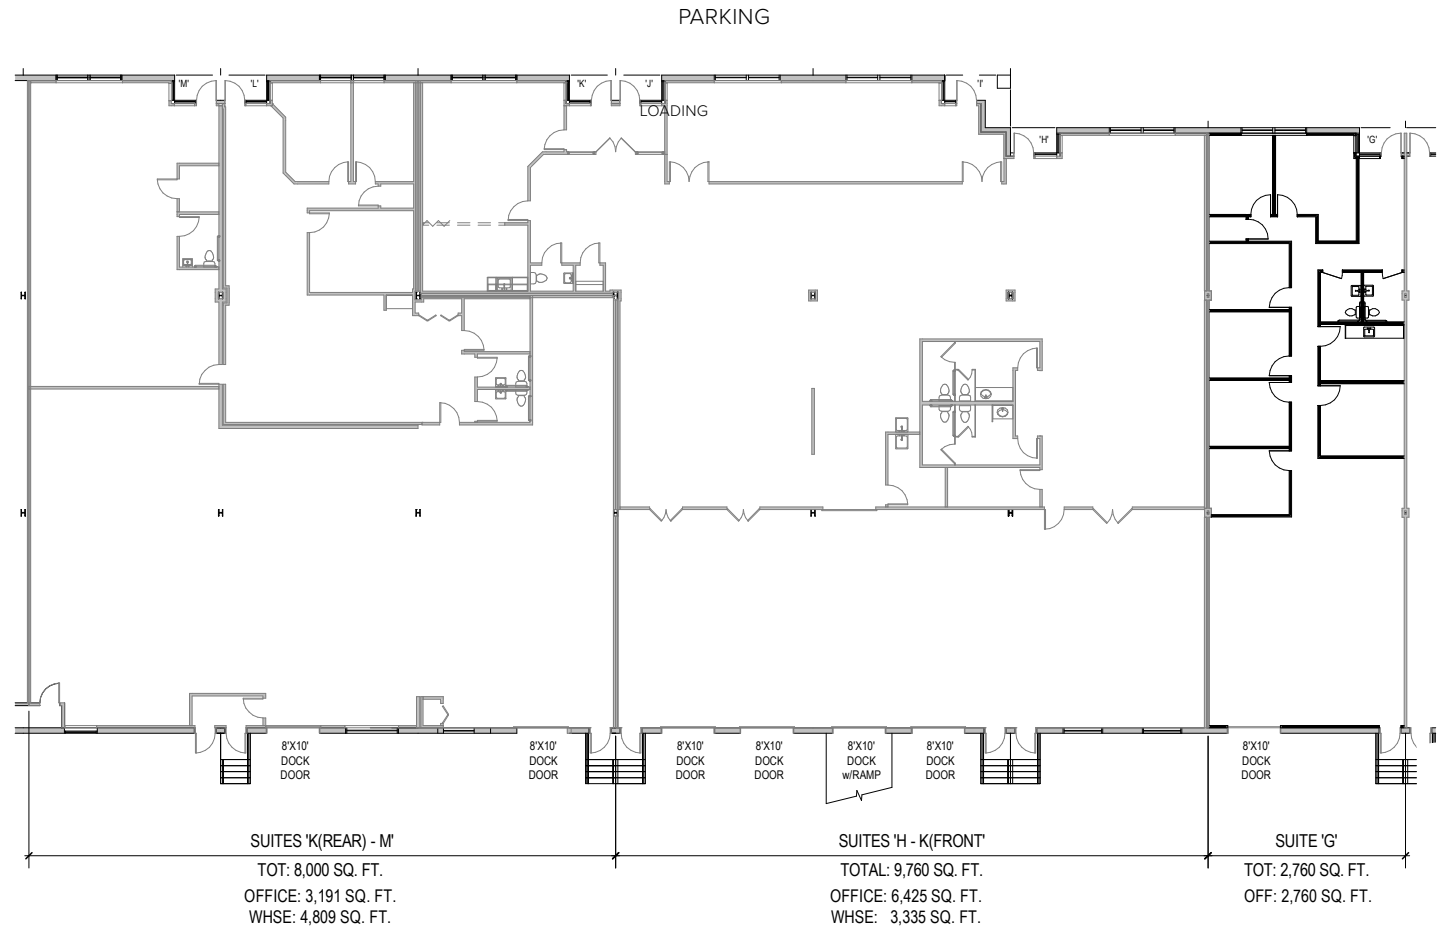 PARKING
'M'
'L'
'K'
'J'
'I'
LOADING
'H'
'G'
8'X10'
DOCK
DOOR
8'X10'
DOCK
DOOR
8'X10'
DOCK
DOOR
8'X10'
DOCK
DOOR
8'X10'
DOCK
w/RAMP
8'X10'
DOCK
DOOR
8'X10'
DOCK
DOOR
SUITES 'K(REAR) - M'
TOT: 8,000 SQ. FT.
OFFICE: 3,191 SQ. FT.
WHSE: 4,809 SQ. FT.
SUITES 'H - K(FRONT'
TOTAL: 9,760 SQ. FT.
OFFICE: 6,425 SQ. FT.
WHSE: 3,335 SQ. FT.
SUITE 'G'
TOT: 2,760 SQ. FT.
OFF: 2,760 SQ. FT.